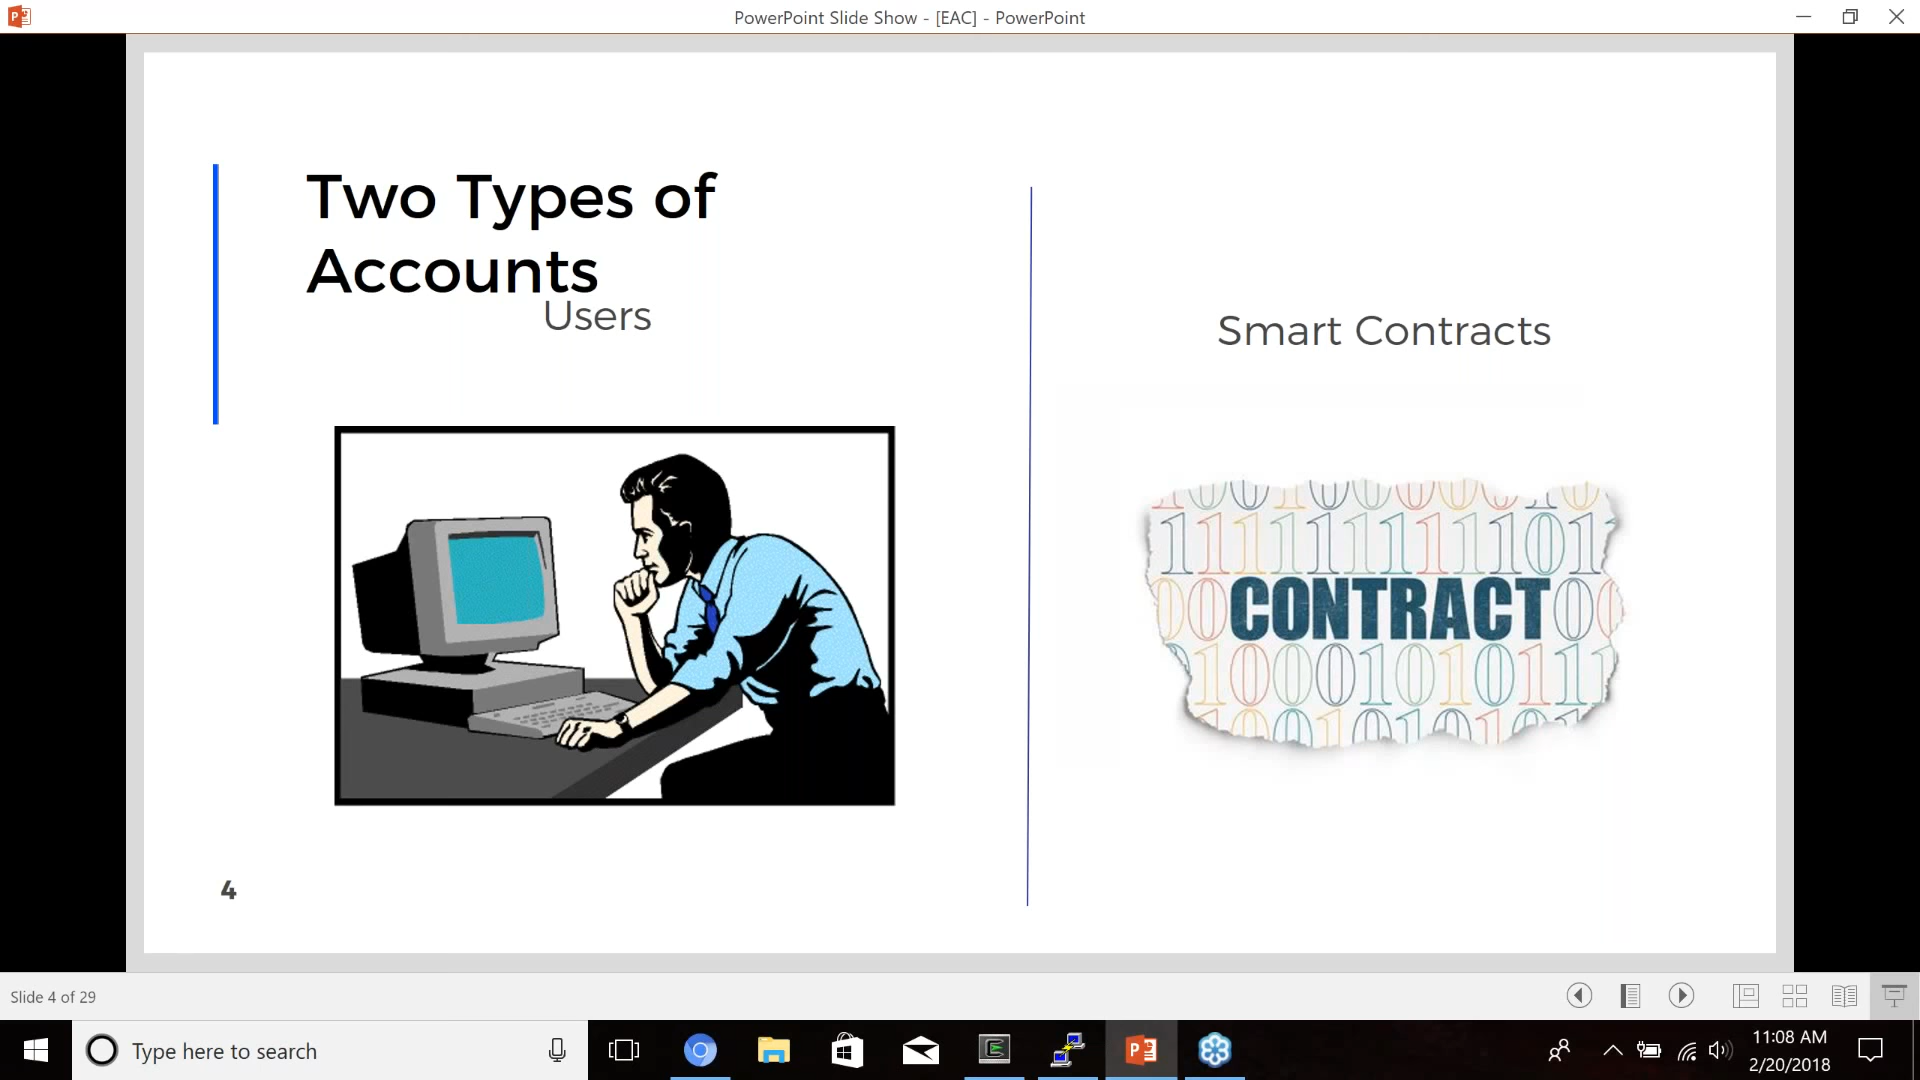 PowerPoint Slide Show - [EAC] - PowerPoint
Two Types of
Accounts
Users
Smart Contracts
CONTRACT
4
Slide 4 of 29
Type here to search
11:08 AM
2/20/2018